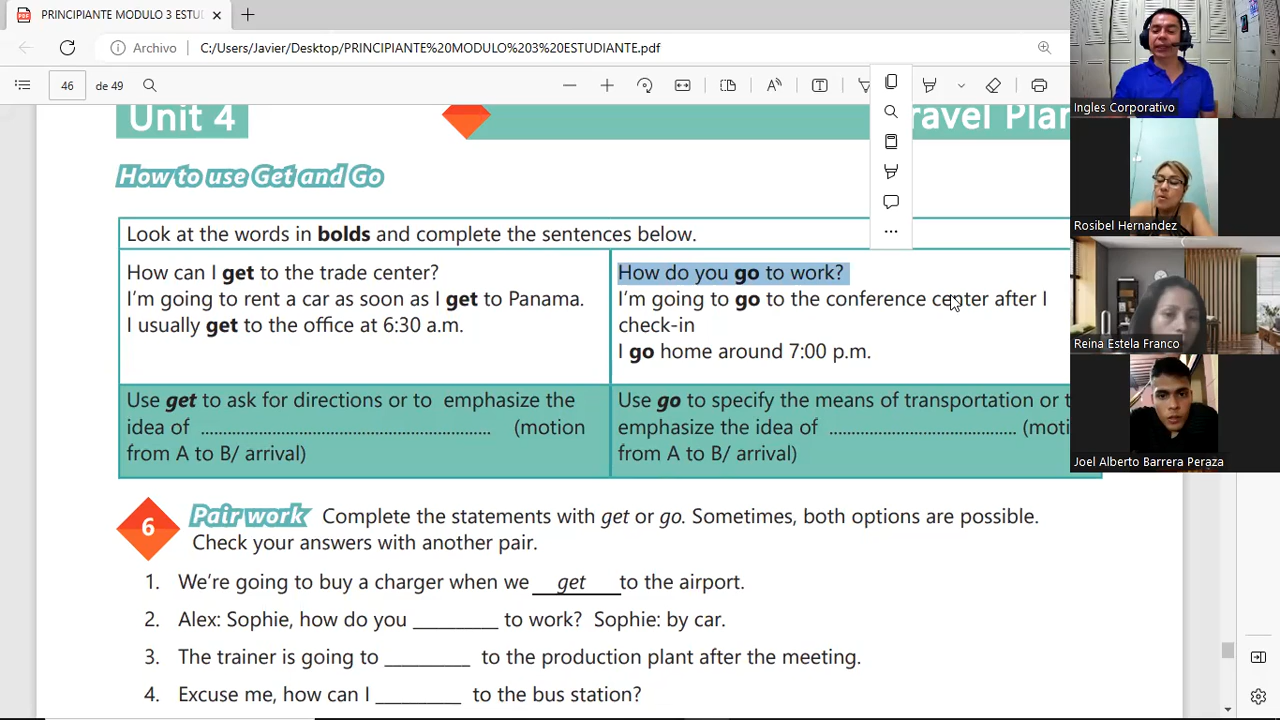 PRINCIPIANTE MODULO 3 ESTU
Archivo
C:/Users/Javier/Desktop/PRINCIPIANTE%20MODULO%203%20ESTUDIANTE.pdf
46
de 49
Unit 4
ravel Plan
How to use Get and Go
Look at the words in bolds and complete the sentences below.
How can I get to the trade center?
I'm going to rent a car as soon as I get to Panama.
I usually get to the office at 6:30 a.m.
How do you go to work?
I'm going to go to the conference center after I
check-in
I go home around 7:00 p.m.
Use get to ask for directions or to emphasize the
idea of ................................................ (motion
from A to B/ arrival)
Use go to specify the means of transportation or t
emphasize the idea of ............................... (moti
from A to B/ arrival)
6
Pair work Complete the statements with get or go. Sometimes, both options are possible.
Check your answers with another pair.
1. We're going to buy a charger when we __get__ to the airport.
2. Alex: Sophie, how do you ________ to work? Sophie: by car.
3. The trainer is going to ________ to the production plant after the meeting.
4. Excuse me, how can I ________ to the bus station?
Ingles Corporativo
Rosibel Hernandez
Reina Estela Franco
Joel Alberto Barrera Peraza